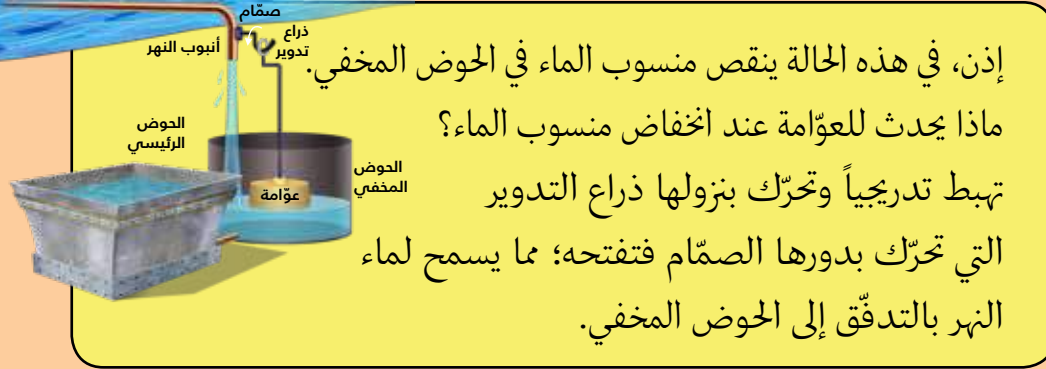 صمّام
ذراع
تدوير
أنبوب النهر
الحوض
الرئيسي
الحوض
المخفي
عوّامة
إذن، في هذه الحالة ينقص منسوب الماء في الحوض المخفي.
ماذا يحدث للعوّامة عند انخفاض منسوب الماء؟
تهبط تدريجياً وتحرّك بنزولها ذراع التدوير
التي تحرّك بدورها الصمّام فتفتحه؛ مما يسمح لماء
النهر بالتدفّق إلى الحوض المخفي.